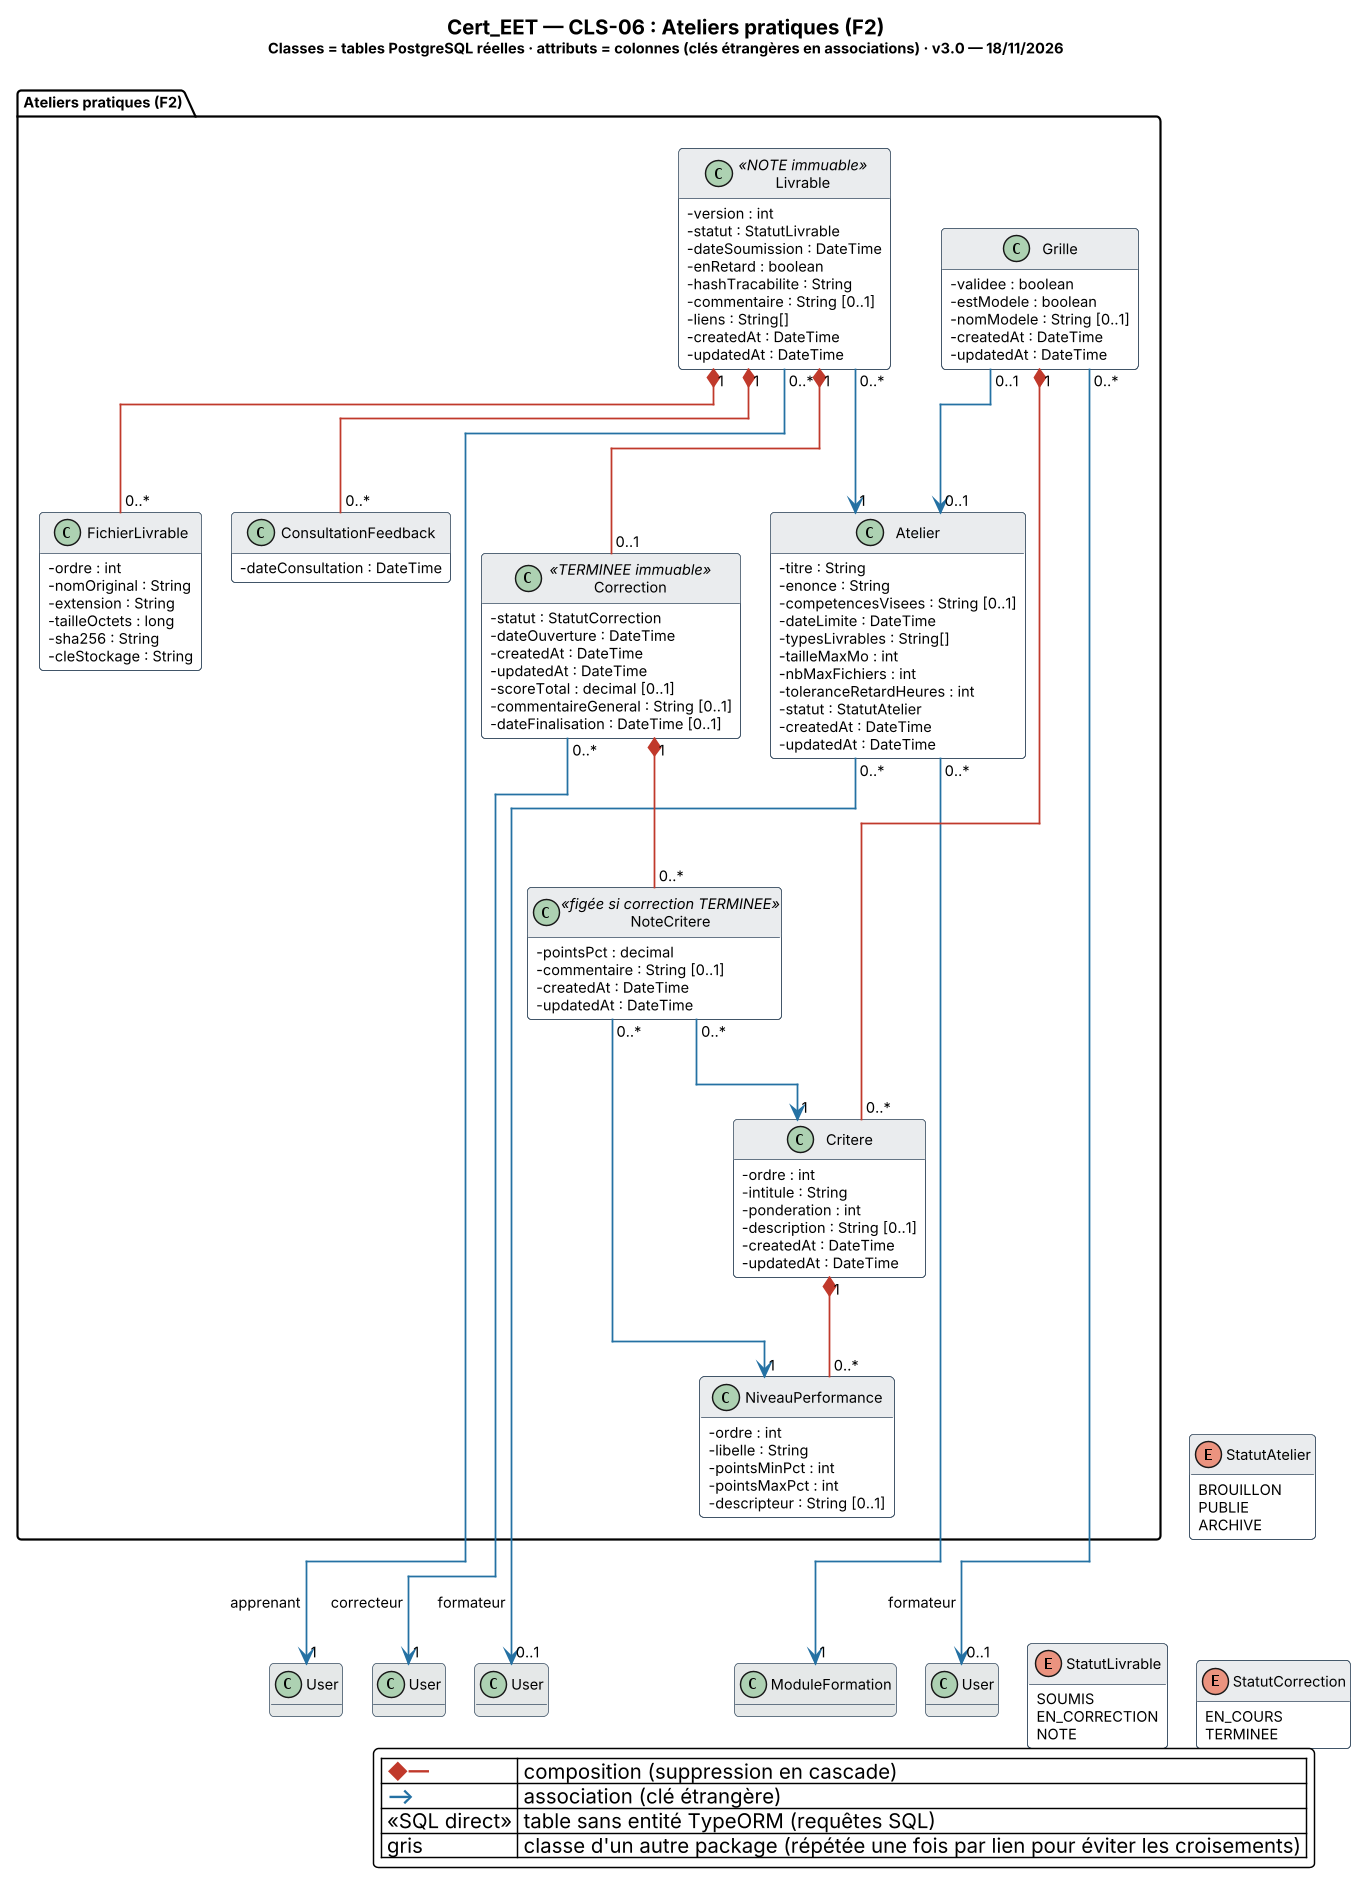 Cert_EET — CLS-06 : Ateliers pratiques (F2)
Classes = tables PostgreSQL réelles · attributs = colonnes (clés étrangères en associations) · v3.0 — 18/11/2026
Ateliers pratiques (F2)
C
«NOTE immuable»
Livrable
-version : int
-statut : StatutLivrable
-dateSoumission : DateTime
-enRetard : boolean
-hashTracabilite : String
-commentaire : String [0..1]
-liens : String[]
-createdAt : DateTime
-updatedAt : DateTime
C Grille
-validee : boolean
-estModele : boolean
-nomModele : String [0..1]
-createdAt : DateTime
-updatedAt : DateTime
1 1 0..* 1 0..*
0..1 1 0..*
0..* 0..* 0..1 1 0..1
C FichierLivrable
-ordre : int
-nomOriginal : String
-extension : String
-tailleOctets : long
-sha256 : String
-cleStockage : String
C ConsultationFeedback
-dateConsultation : DateTime
C
«TERMINEE immuable»
Correction
-statut : StatutCorrection
-dateOuverture : DateTime
-createdAt : DateTime
-updatedAt : DateTime
-scoreTotal : decimal [0..1]
-commentaireGeneral : String [0..1]
-dateFinalisation : DateTime [0..1]
C Atelier
-titre : String
-enonce : String
-competencesVisees : String [0..1]
-dateLimite : DateTime
-typesLivrables : String[]
-tailleMaxMo : int
-nbMaxFichiers : int
-toleranceRetardHeures : int
-statut : StatutAtelier
-createdAt : DateTime
-updatedAt : DateTime
0..* 1
0..* 0..*
0..*
C
«figée si correction TERMINEE»
NoteCritere
-pointsPct : decimal
-commentaire : String [0..1]
-createdAt : DateTime
-updatedAt : DateTime
0..* 0..*
1 0..*
C Critere
-ordre : int
-intitule : String
-ponderation : int
-description : String [0..1]
-createdAt : DateTime
-updatedAt : DateTime
1
1 0..*
C NiveauPerformance
-ordre : int
-libelle : String
-pointsMinPct : int
-pointsMaxPct : int
-descripteur : String [0..1]
E StatutAtelier
BROUILLON
PUBLIE
ARCHIVE
apprenant
correcteur
formateur
formateur
1 1 0..1 1 0..1
C User
C User
C User
C ModuleFormation
C User
E StatutLivrable
SOUMIS
EN_CORRECTION
NOTE
E StatutCorrection
EN_COURS
TERMINEE
◆— composition (suppression en cascade)
→ association (clé étrangère)
«SQL direct» table sans entité TypeORM (requêtes SQL)
gris classe d'un autre package (répétée une fois par lien pour éviter les croisements)